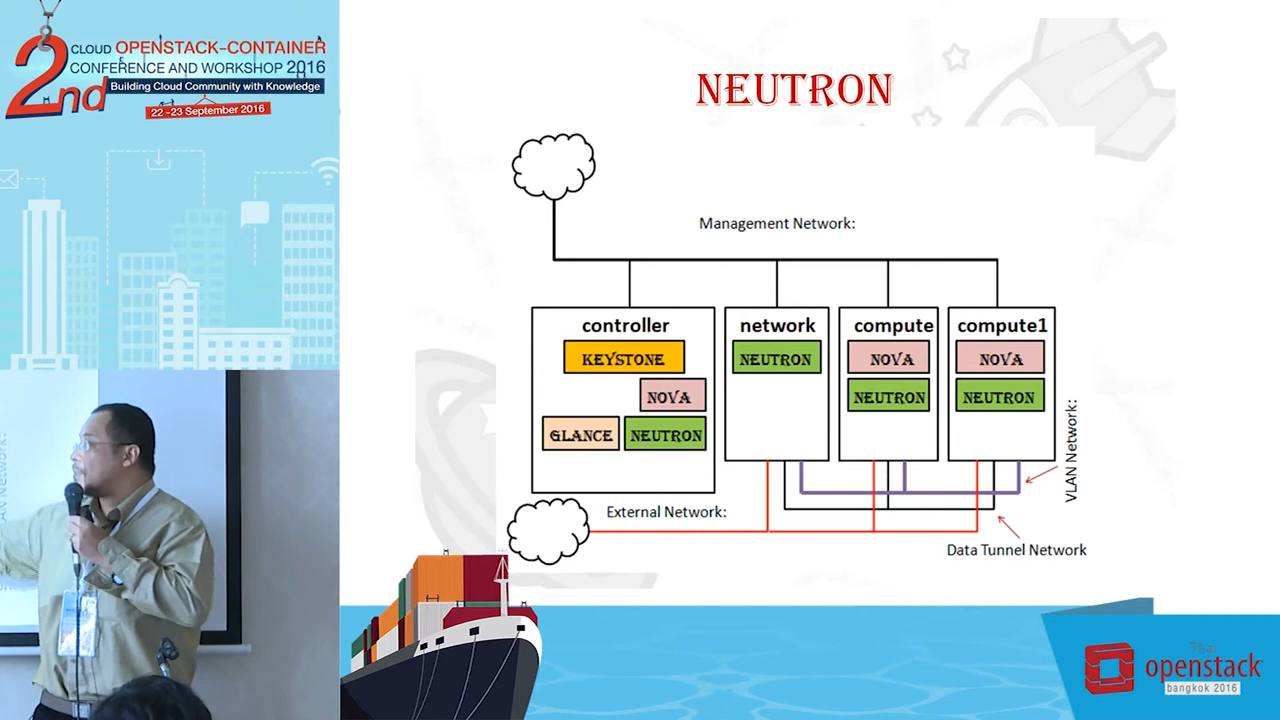 2nd
CLOUD OPENSTACK-CONTAINER
CONFERENCE AND WORKSHOP 2016
Building Cloud Community with Knowledge
22 -23 September 2016
NEUTRON
Management Network:
controller
KEYSTONE
NOVA
GLANCE NEUTRON
network
NEUTRON
compute
NOVA
NEUTRON
compute1
NOVA
NEUTRON
VLAN Network:
External Network:
Data Tunnel Network
Thai
openstack
bangkok 2016